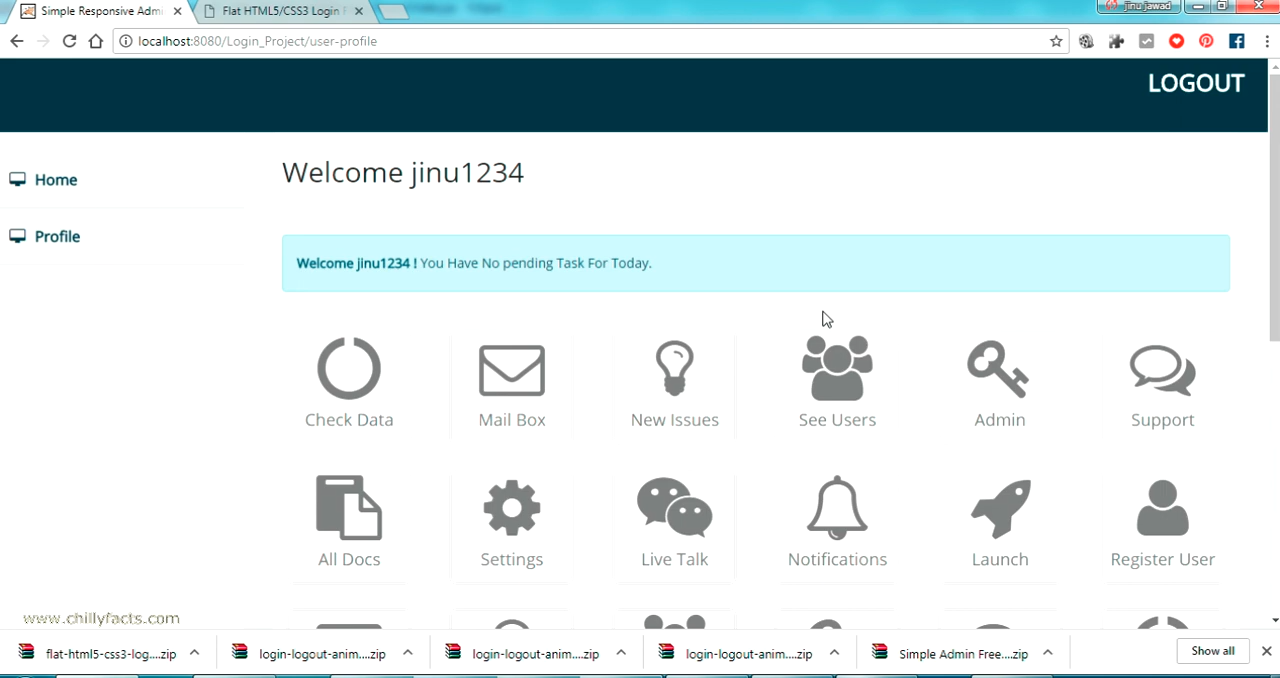 Simple Responsive Admi
Flat HTML5/CSS3 Login F
jinu jawad
localhost:8080/Login_Project/user-profile
LOGOUT
Home
Profile
Welcome jinu1234
Welcome jinu1234 ! You Have No pending Task For Today.
Check Data
Mail Box
New Issues
See Users
Admin
Support
All Docs
Settings
Live Talk
Notifications
Launch
Register User
www.chillyfacts.com
flat-html5-css3-log....zip
login-logout-anim....zip
login-logout-anim....zip
login-logout-anim....zip
Simple Admin Free....zip
Show all